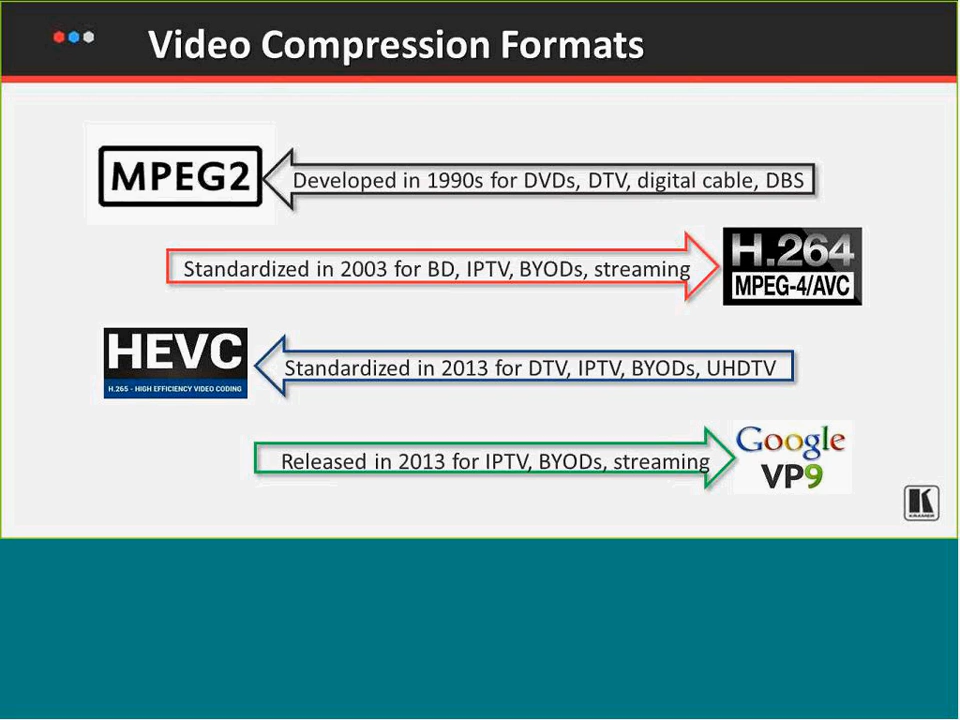 Video Compression Formats
MPEG2
Developed in 1990s for DVDs, DTV, digital cable, DBS
Standardized in 2003 for BD, IPTV, BYODs, streaming
H.264
MPEG-4/AVC
HEVC
H.265 - HIGH EFFICIENCY VIDEO CODING
Standardized in 2013 for DTV, IPTV, BYODs, UHDTV
Released in 2013 for IPTV, BYODs, streaming
Google
VP9
K
KRAMER